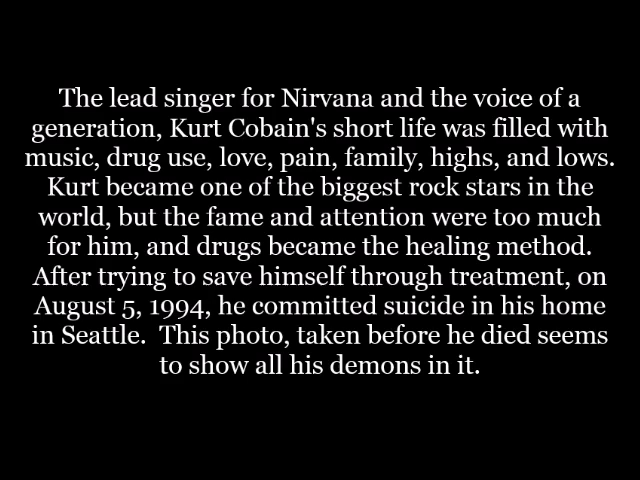 The lead singer for Nirvana and the voice of a
generation, Kurt Cobain's short life was filled with
music, drug use, love, pain, family, highs, and lows.
Kurt became one of the biggest rock stars in the
world, but the fame and attention were too much
for him, and drugs became the healing method.
After trying to save himself through treatment, on
August 5, 1994, he committed suicide in his home
in Seattle.  This photo, taken before he died seems
to show all his demons in it.